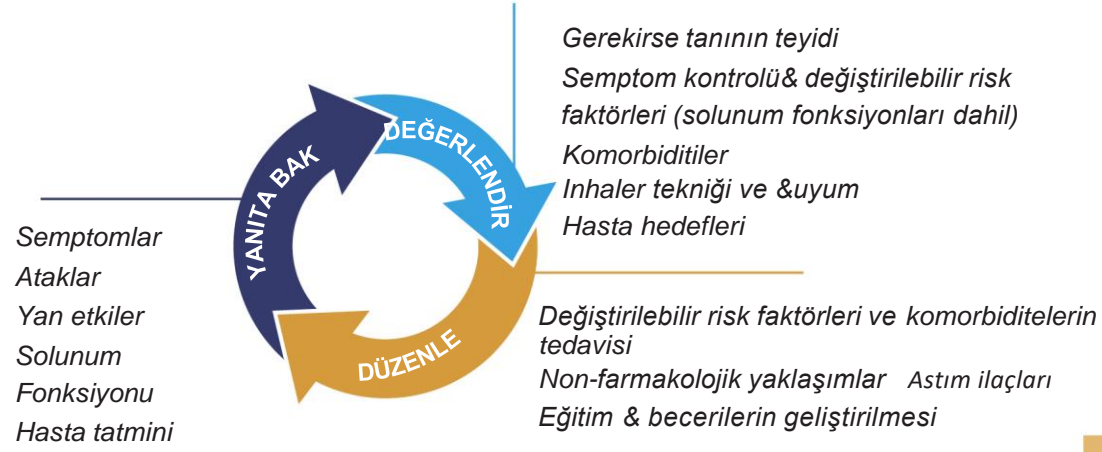 Gerekirse tanının teyidi
Semptom kontrolü& değiştirilebilir risk
faktörleri (solunum fonksiyonları dahil)
Komorbiditiler
Inhaler tekniği ve &uyum
Hasta hedefleri
DEĞERLENDİR
YANITA BAK
DÜZENLE
Semptomlar
Ataklar
Yan etkiler
Solunum
Fonksiyonu
Hasta tatmini
Değiştirilebilir risk faktörleri ve komorbiditelerin
tedavisi
Non-farmakolojik yaklaşımlar Astım ilaçları
Eğitim & becerilerin geliştirilmesi